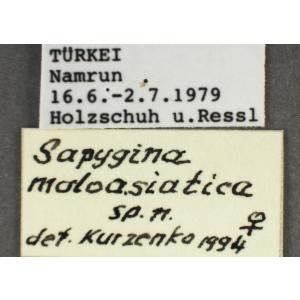 TÜRKEI
Namrun
16.6.-2.7.1979
Holzschuh u.Ressl
Sapygina
moloasiatica
sp. n. ♀
det. Kurzenko 1994